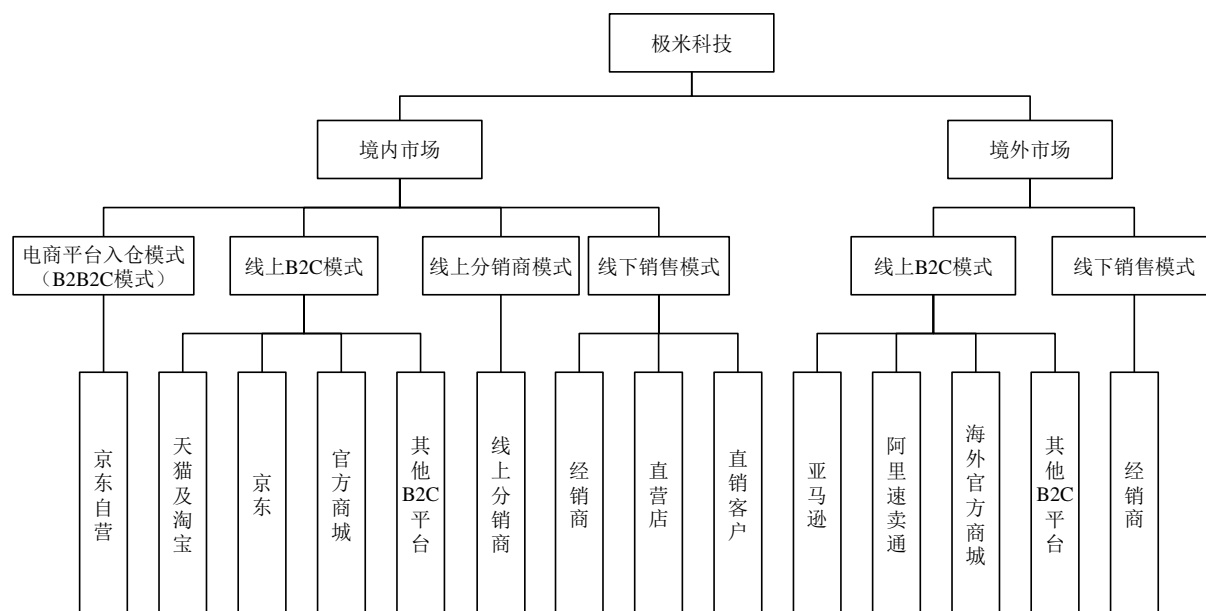 极米科技
境内市场
境外市场
电商平台入仓模式
（B2B2C模式）
线上B2C模式
线上分销商模式
线下销售模式
线上B2C模式
线下销售模式
京东自营
天猫及淘宝
京东
官方商城
其他B2C平台
线上分销商
经销商
直营店
直销客户
亚马逊
阿里速卖通
海外官方商城
其他B2C平台
经销商